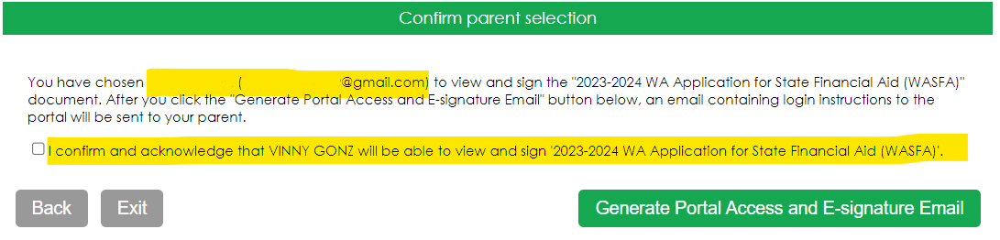 Confirm parent selection
You have chosen ( @gmail.com) to view and sign the "2023-2024 WA Application for State Financial Aid (WASFA)"
document. After you click the "Generate Portal Access and E-signature Email" button below, an email containing login instructions to the
portal will be sent to your parent.
I confirm and acknowledge that VINNY GONZ will be able to view and sign '2023-2024 WA Application for State Financial Aid (WASFA)'.
Back Exit Generate Portal Access and E-signature Email